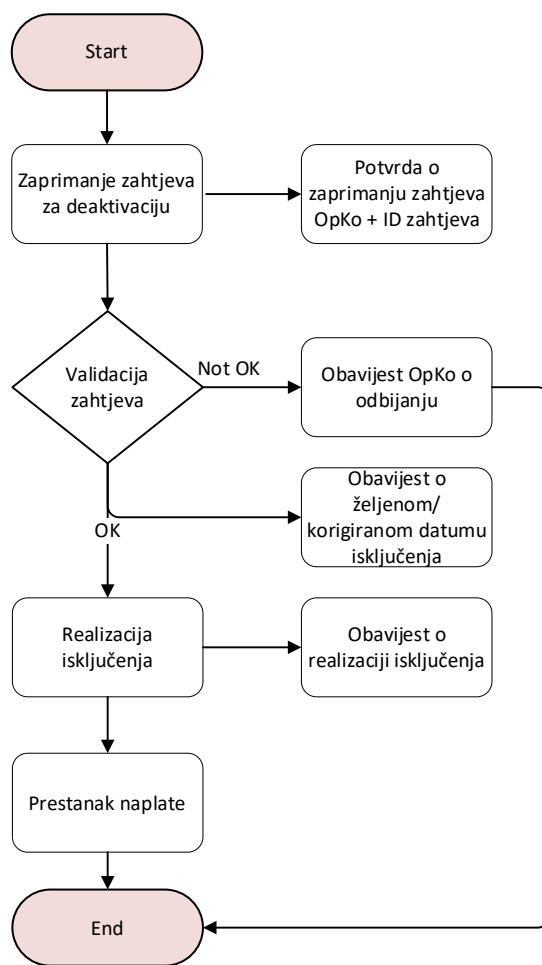 Start
Zaprimanje zahtjeva
za deaktivaciju
Potvrda o
zaprimanju zahtjeva
OpKo + ID zahtjeva
Validacija
zahtjeva
Not OK
Obavijest OpKo o
odbijanju
OK
Obavijest o
željenom/
korigiranom datumu
isključenja
Realizacija
isključenja
Obavijest o
realizaciji isključenja
Prestanak naplate
End